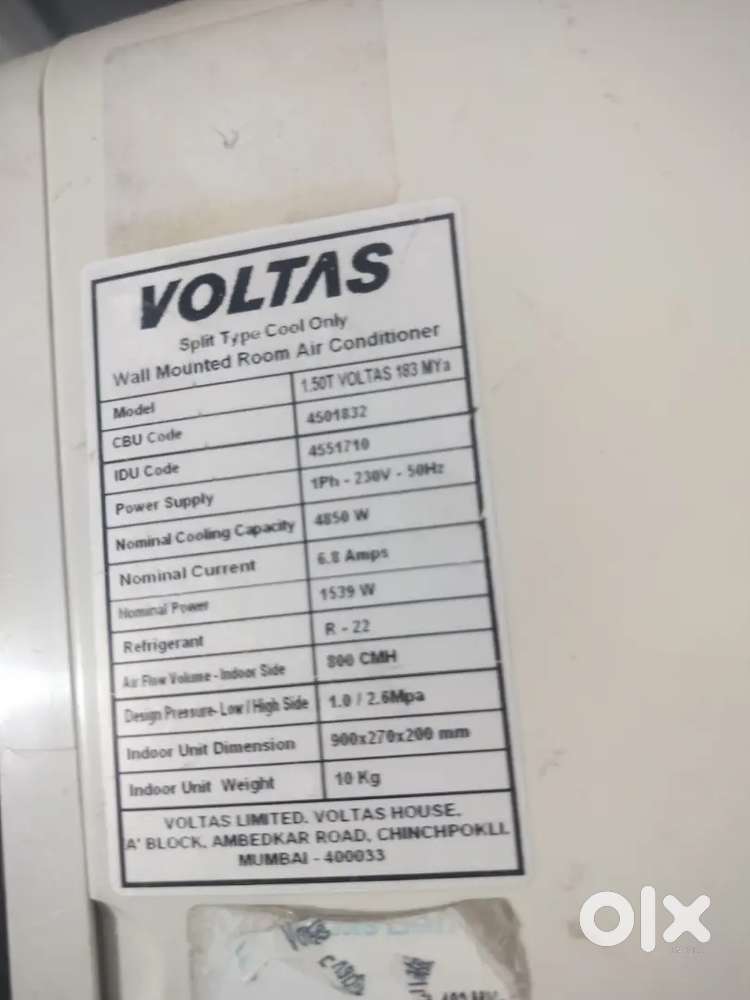 VOLTAS
Split Type Cool Only
Wall Mounted Room Air Conditioner
Model 1.50T VOLTAS 183 MYa
CBU Code 4501832
IDU Code 4551710
Power Supply 1Ph - 230V - 50Hz
Nominal Cooling Capacity 4850 W
Nominal Current 6.8 Amps
Nominal Power 1539 W
Refrigerant R - 22
Air Flow Volume - Indoor Side 800 CMH
Design Pressure- Low / High Side 1.0 / 2.6Mpa
Indoor Unit Dimension 900x270x200 mm
Indoor Unit Weight 10 Kg
VOLTAS LIMITED. VOLTAS HOUSE,
A' BLOCK, AMBEDKAR ROAD, CHINCHPOKLI,
MUMBAI - 400033
olx